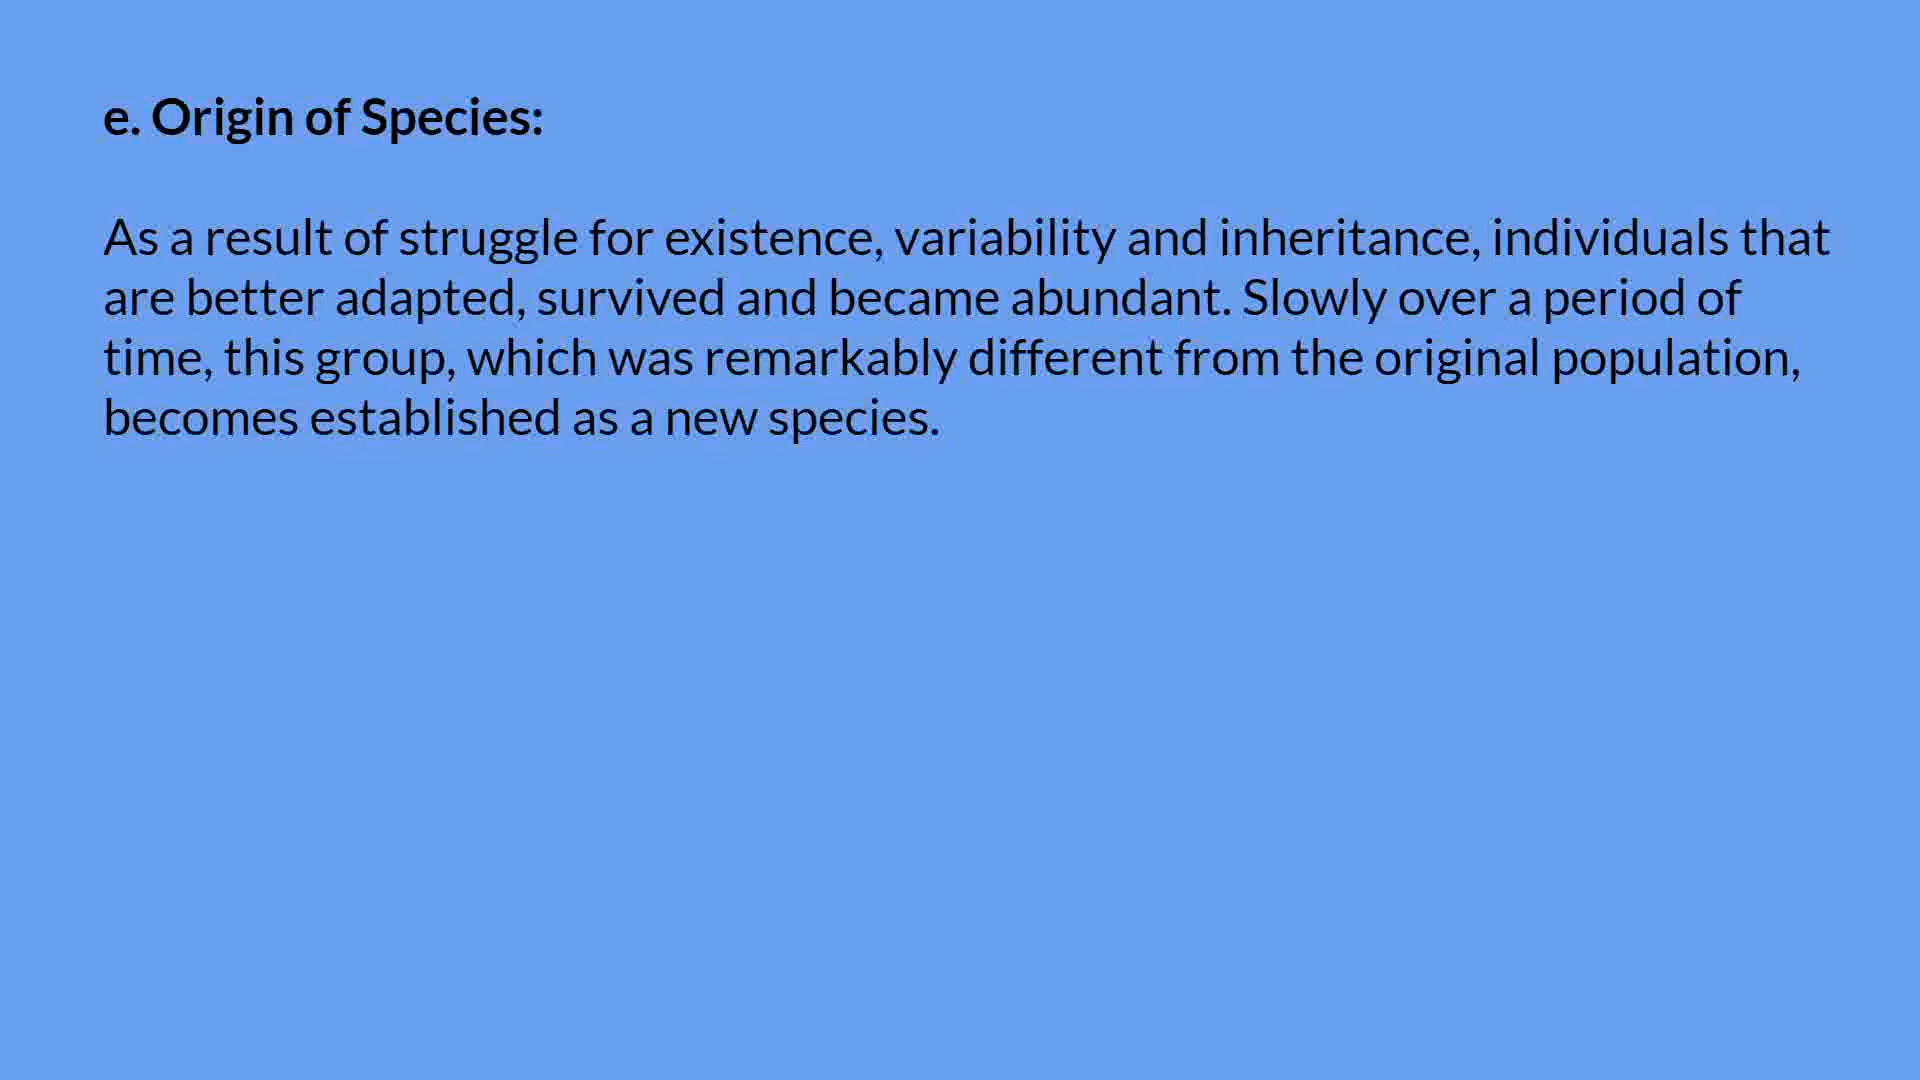 e. Origin of Species:
As a result of struggle for existence, variability and inheritance, individuals that
are better adapted, survived and became abundant. Slowly over a period of
time, this group, which was remarkably different from the original population,
becomes established as a new species.